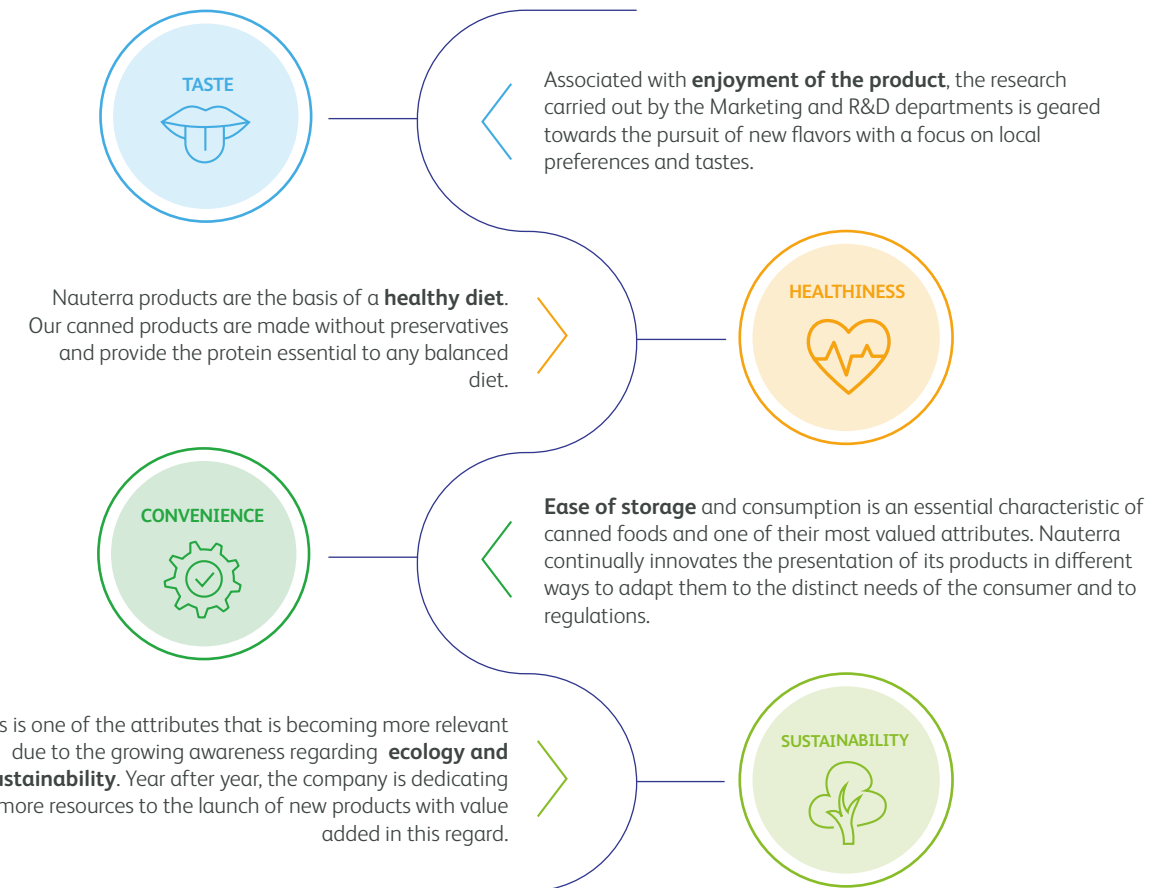 TASTE
Associated with enjoyment of the product, the research
carried out by the Marketing and R&D departments is geared
towards the pursuit of new flavors with a focus on local
preferences and tastes.
Nauterra products are the basis of a healthy diet.
Our canned products are made without preservatives
and provide the protein essential to any balanced
diet.
HEALTHINESS
CONVENIENCE
Ease of storage and consumption is an essential characteristic of
canned foods and one of their most valued attributes. Nauterra
continually innovates the presentation of its products in different
ways to adapt them to the distinct needs of the consumer and to
regulations.
s is one of the attributes that is becoming more relevant
due to the growing awareness regarding ecology and
ustainability. Year after year, the company is dedicating
more resources to the launch of new products with value
added in this regard.
SUSTAINABILITY